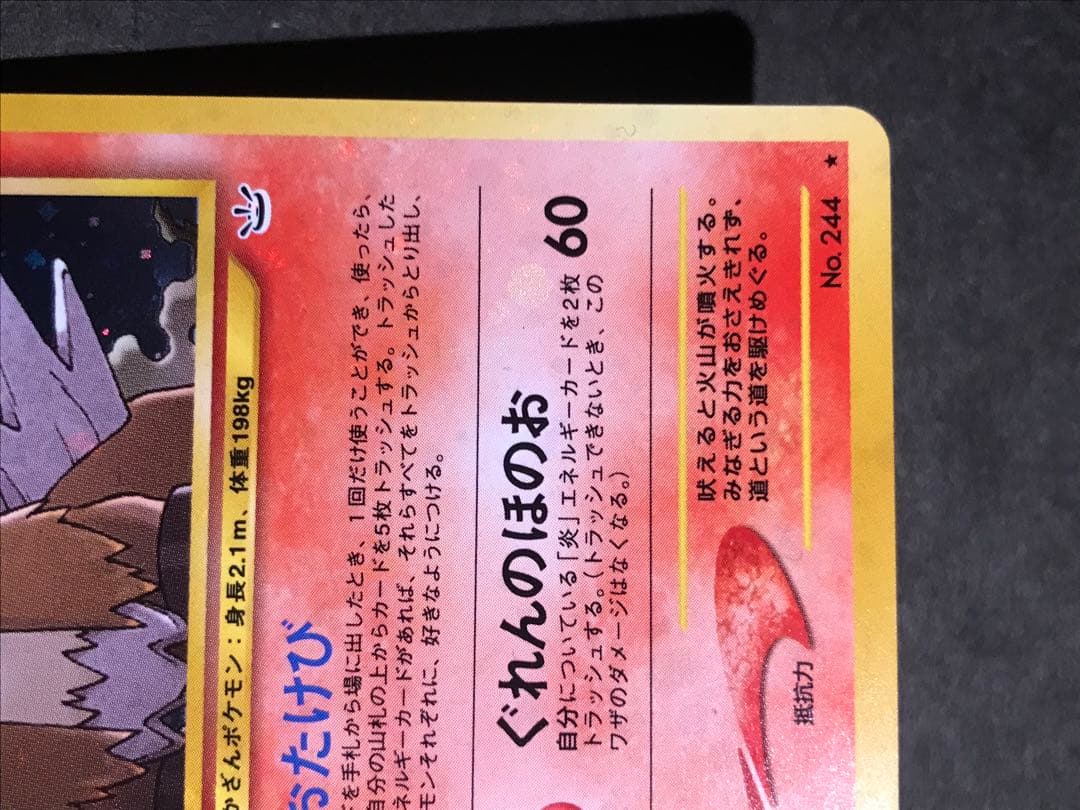 かざんポケモン：身長2.1m、体重198kg
おたけび
を手札から場に出したとき、1回だけ使うことができ、使ったら、
自分の山札の上からカードを5枚トラッシュする。トラッシュした
ネルギーカードがあれば、それらすべてをトラッシュからとり出し、
モンそれぞれに、好きなようにつける。
ぐれんのほのお 60
自分についている「炎」エネルギーカードを2枚
トラッシュする。（トラッシュできないとき、この
ワザのダメージはなくなる。）
抵抗力
吠えると火山が噴火する。
みなぎる力をおさえきれず、
道という道を駆けめぐる。
No.244 ★